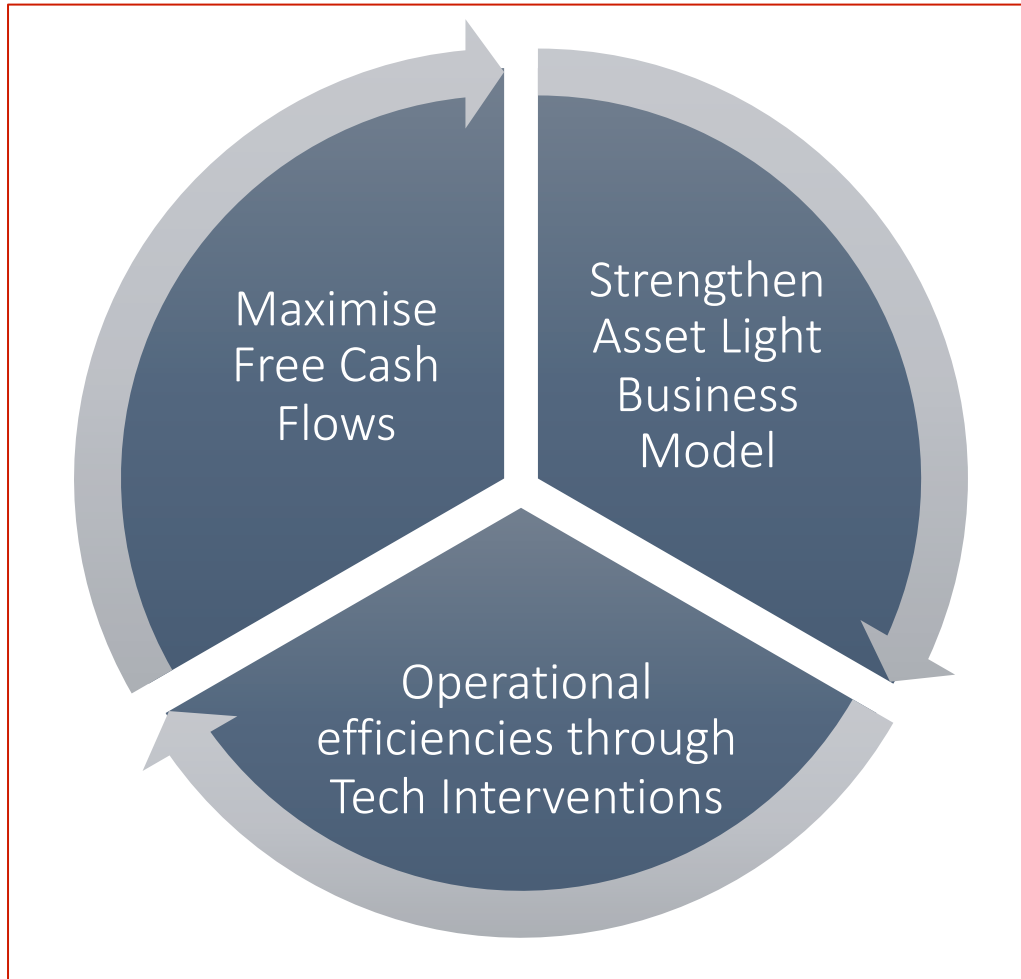 Maximise
Free Cash
Flows
Strengthen
Asset Light
Business
Model
Operational
efficiencies through
Tech Interventions